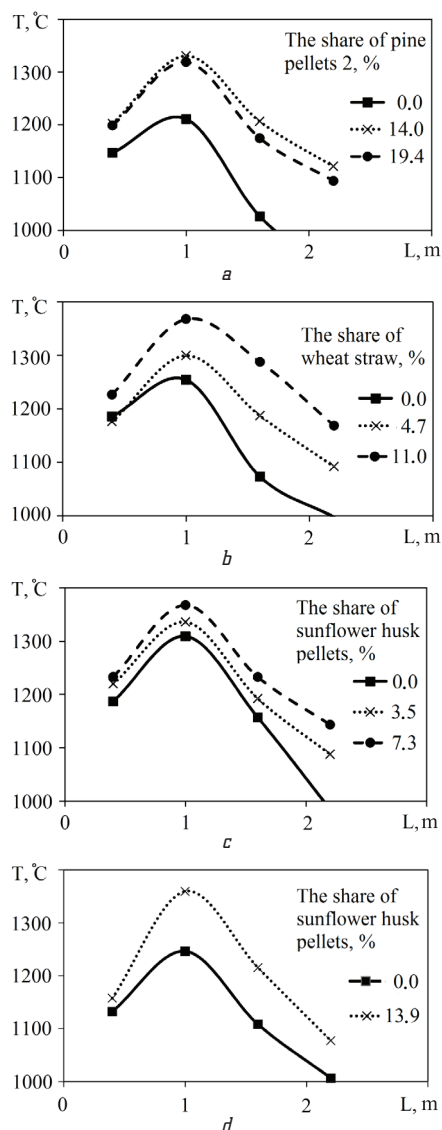 T, °C
1300
1200
1100
1000
0
1
2
L, m
The share of pine
pellets 2, %
0.0
14.0
19.4
a
T, °C
1300
1200
1100
1000
0
1
2
L, m
The share of
wheat straw, %
0.0
4.7
11.0
b
T, °C
1300
1200
1100
1000
0
1
2
L, m
The share of
sunflower husk
pellets, %
0.0
3.5
7.3
c
T, °C
1300
1200
1100
1000
0
1
2
L, m
The share of
sunflower husk
pellets, %
0.0
13.9
d